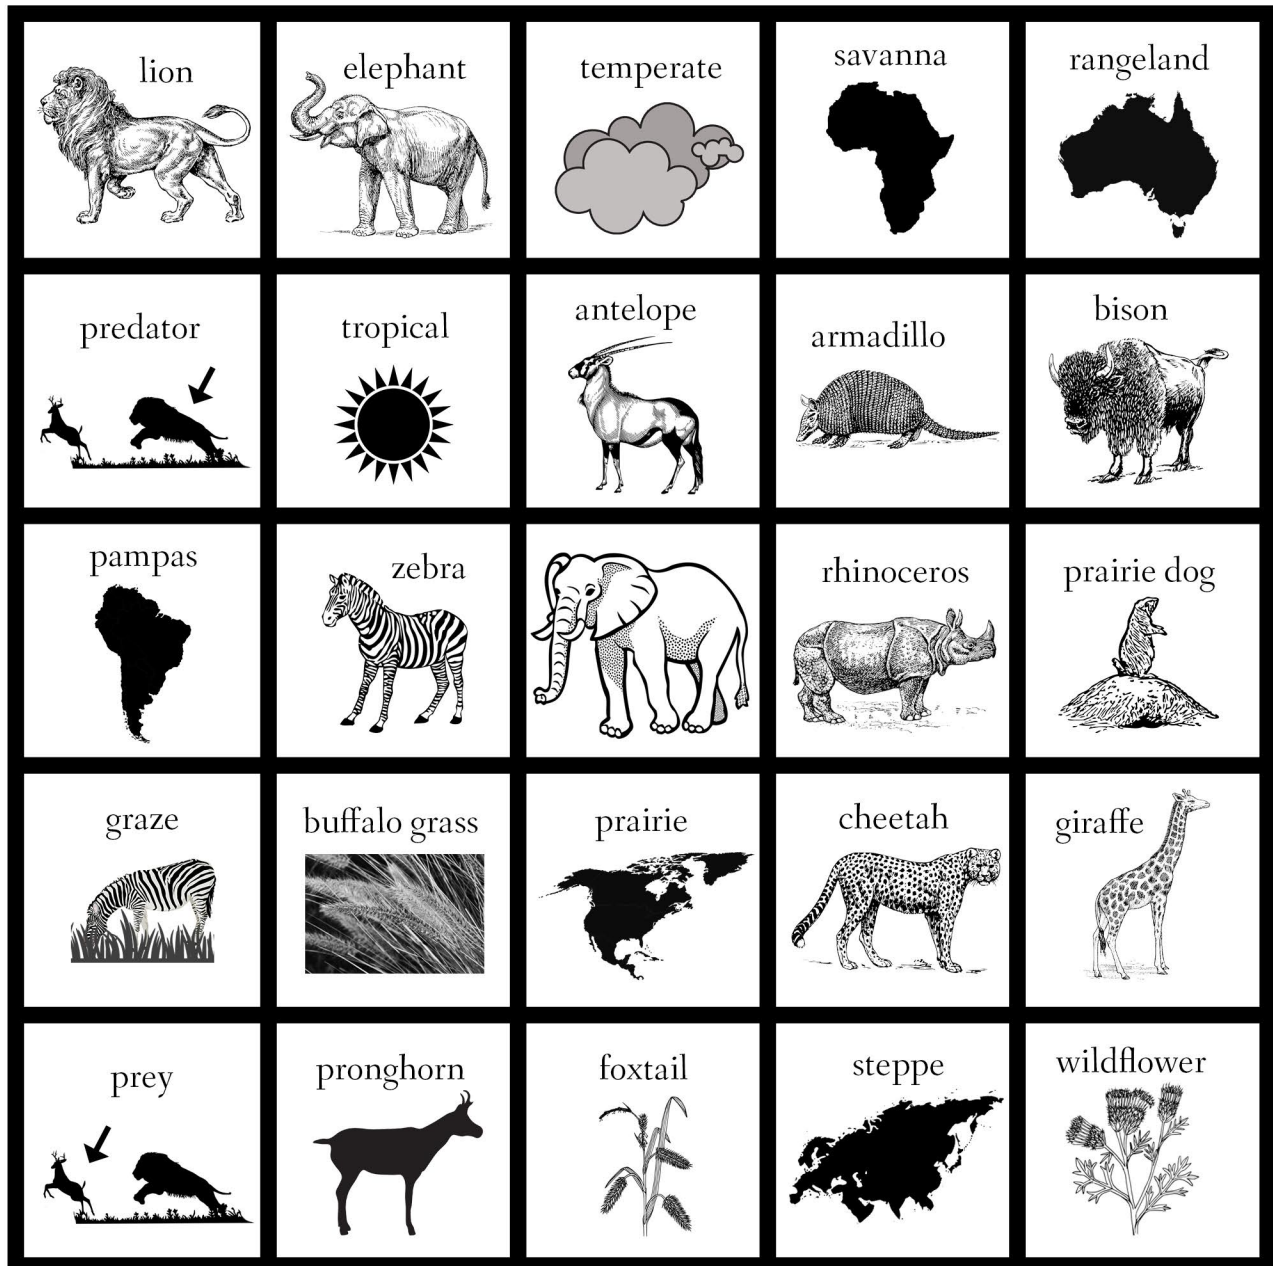 lion
elephant
temperate
savanna
rangeland
predator
tropical
antelope
armadillo
bison
pampas
zebra
rhinoceros
prairie dog
graze
buffalo grass
prairie
cheetah
giraffe
prey
pronghorn
foxtail
steppe
wildflower